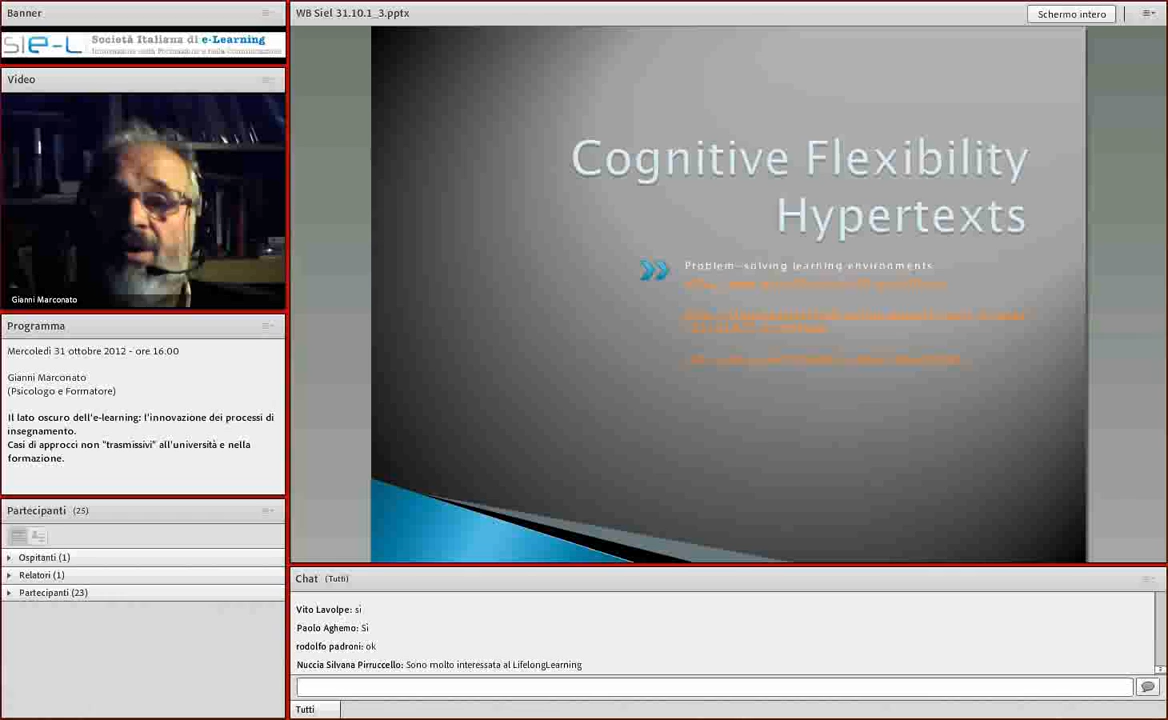 Banner
sie-L Società Italiana di e-Learning
Video
Gianni Marconato
Programma
Mercoledì 31 ottobre 2012 - ore 16:00
Gianni Marconato
(Psicologo e Formatore)
Il lato oscuro dell'e-learning: l'innovazione dei processi di
insegnamento.
Casi di approcci non "trasmissivi" all'università e nella
formazione.
Partecipanti (25)
Ospitanti (1)
Relatori (1)
Partecipanti (23)
WB Siel 31.10.1_3.pptx
Schermo intero
Cognitive Flexibility
Hypertexts
Problem-solving learning environments
Chat (Tutti)
Vito Lavolpe: si
Paolo Aghemo: Sì
rodolfo padroni: ok
Nuccia Silvana Pirruccello: Sono molto interessata al LifelongLearning
Tutti